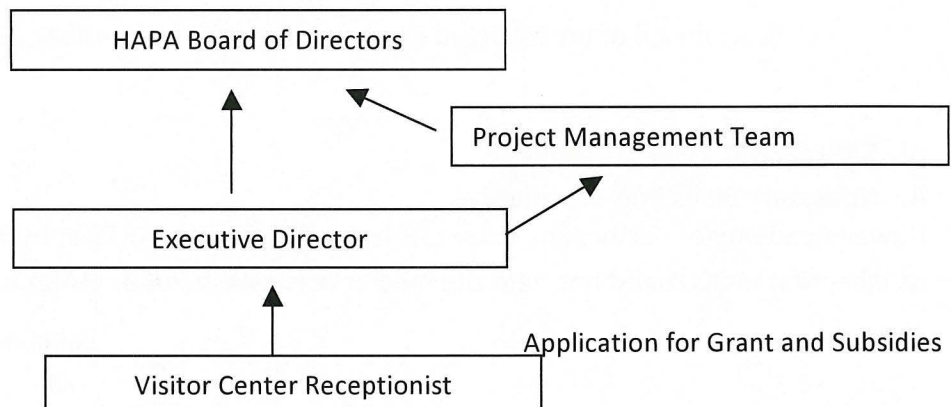 HAPA Board of Directors
Project Management Team
Executive Director
Application for Grant and Subsidies
Visitor Center Receptionist